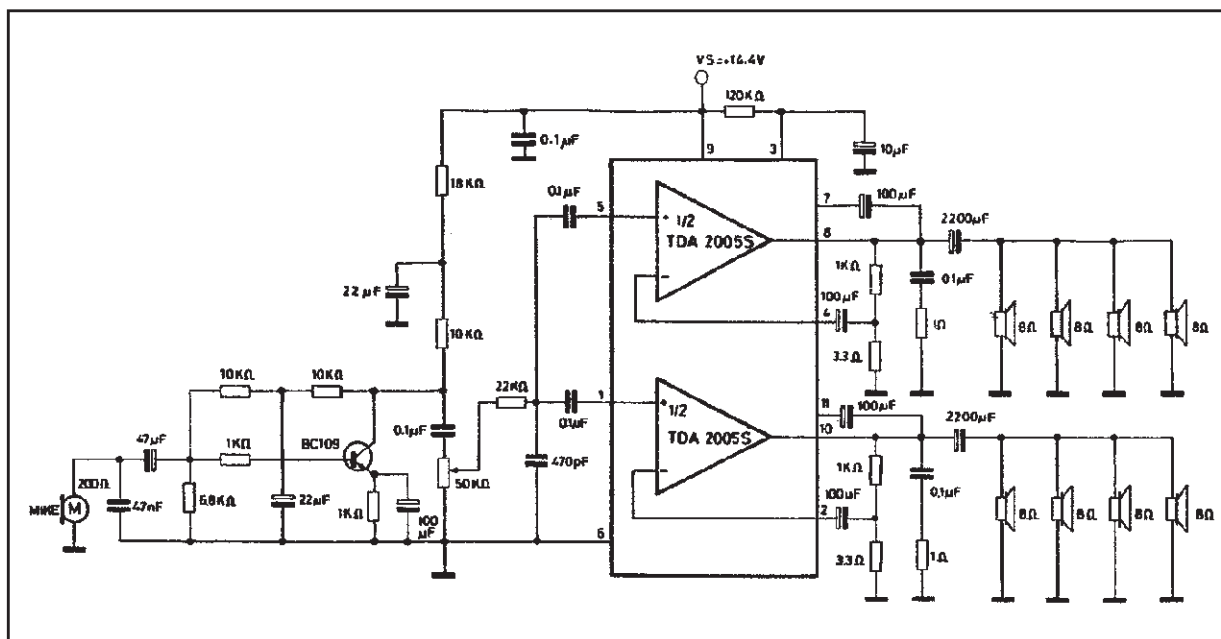 VS=+14.4V
120KΩ
0.1µF
9
3
10µF
18KΩ
0.1µF
5
1/2
TDA 2005S
7
100µF
8
2200µF
22µF
1KΩ
0.1µF
100µF
4
1Ω
8Ω
8Ω
8Ω
8Ω
10KΩ
3.3Ω
10KΩ
10KΩ
22KΩ
1
0.1µF
1/2
TDA 2005S
11
100µF
10
2200µF
47µF
1KΩ
BC109
0.1µF
50KΩ
470pF
1KΩ
0.1µF
200Ω
MIKE
M
47nF
6.8KΩ
22µF
1KΩ
100
µF
100µF
2
8Ω
8Ω
8Ω
8Ω
6
3.3Ω
1Ω